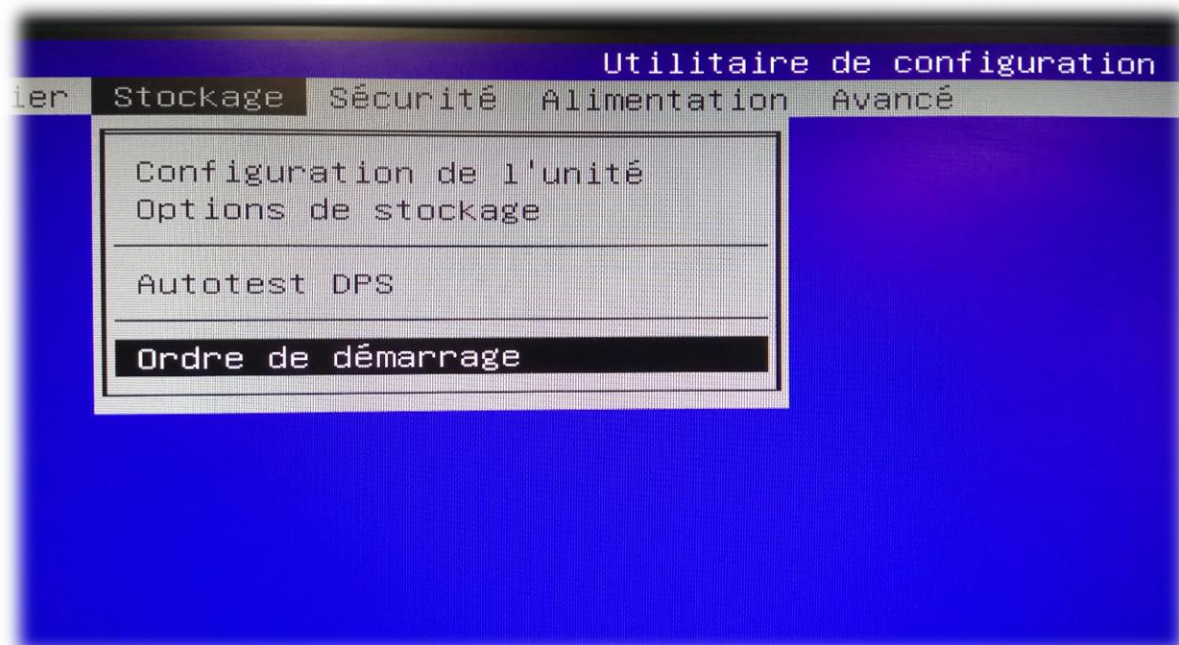 Utilitaire de configuration
ier Stockage Sécurité Alimentation Avancé
Configuration de l'unité
Options de stockage
Autotest DPS
Ordre de démarrage